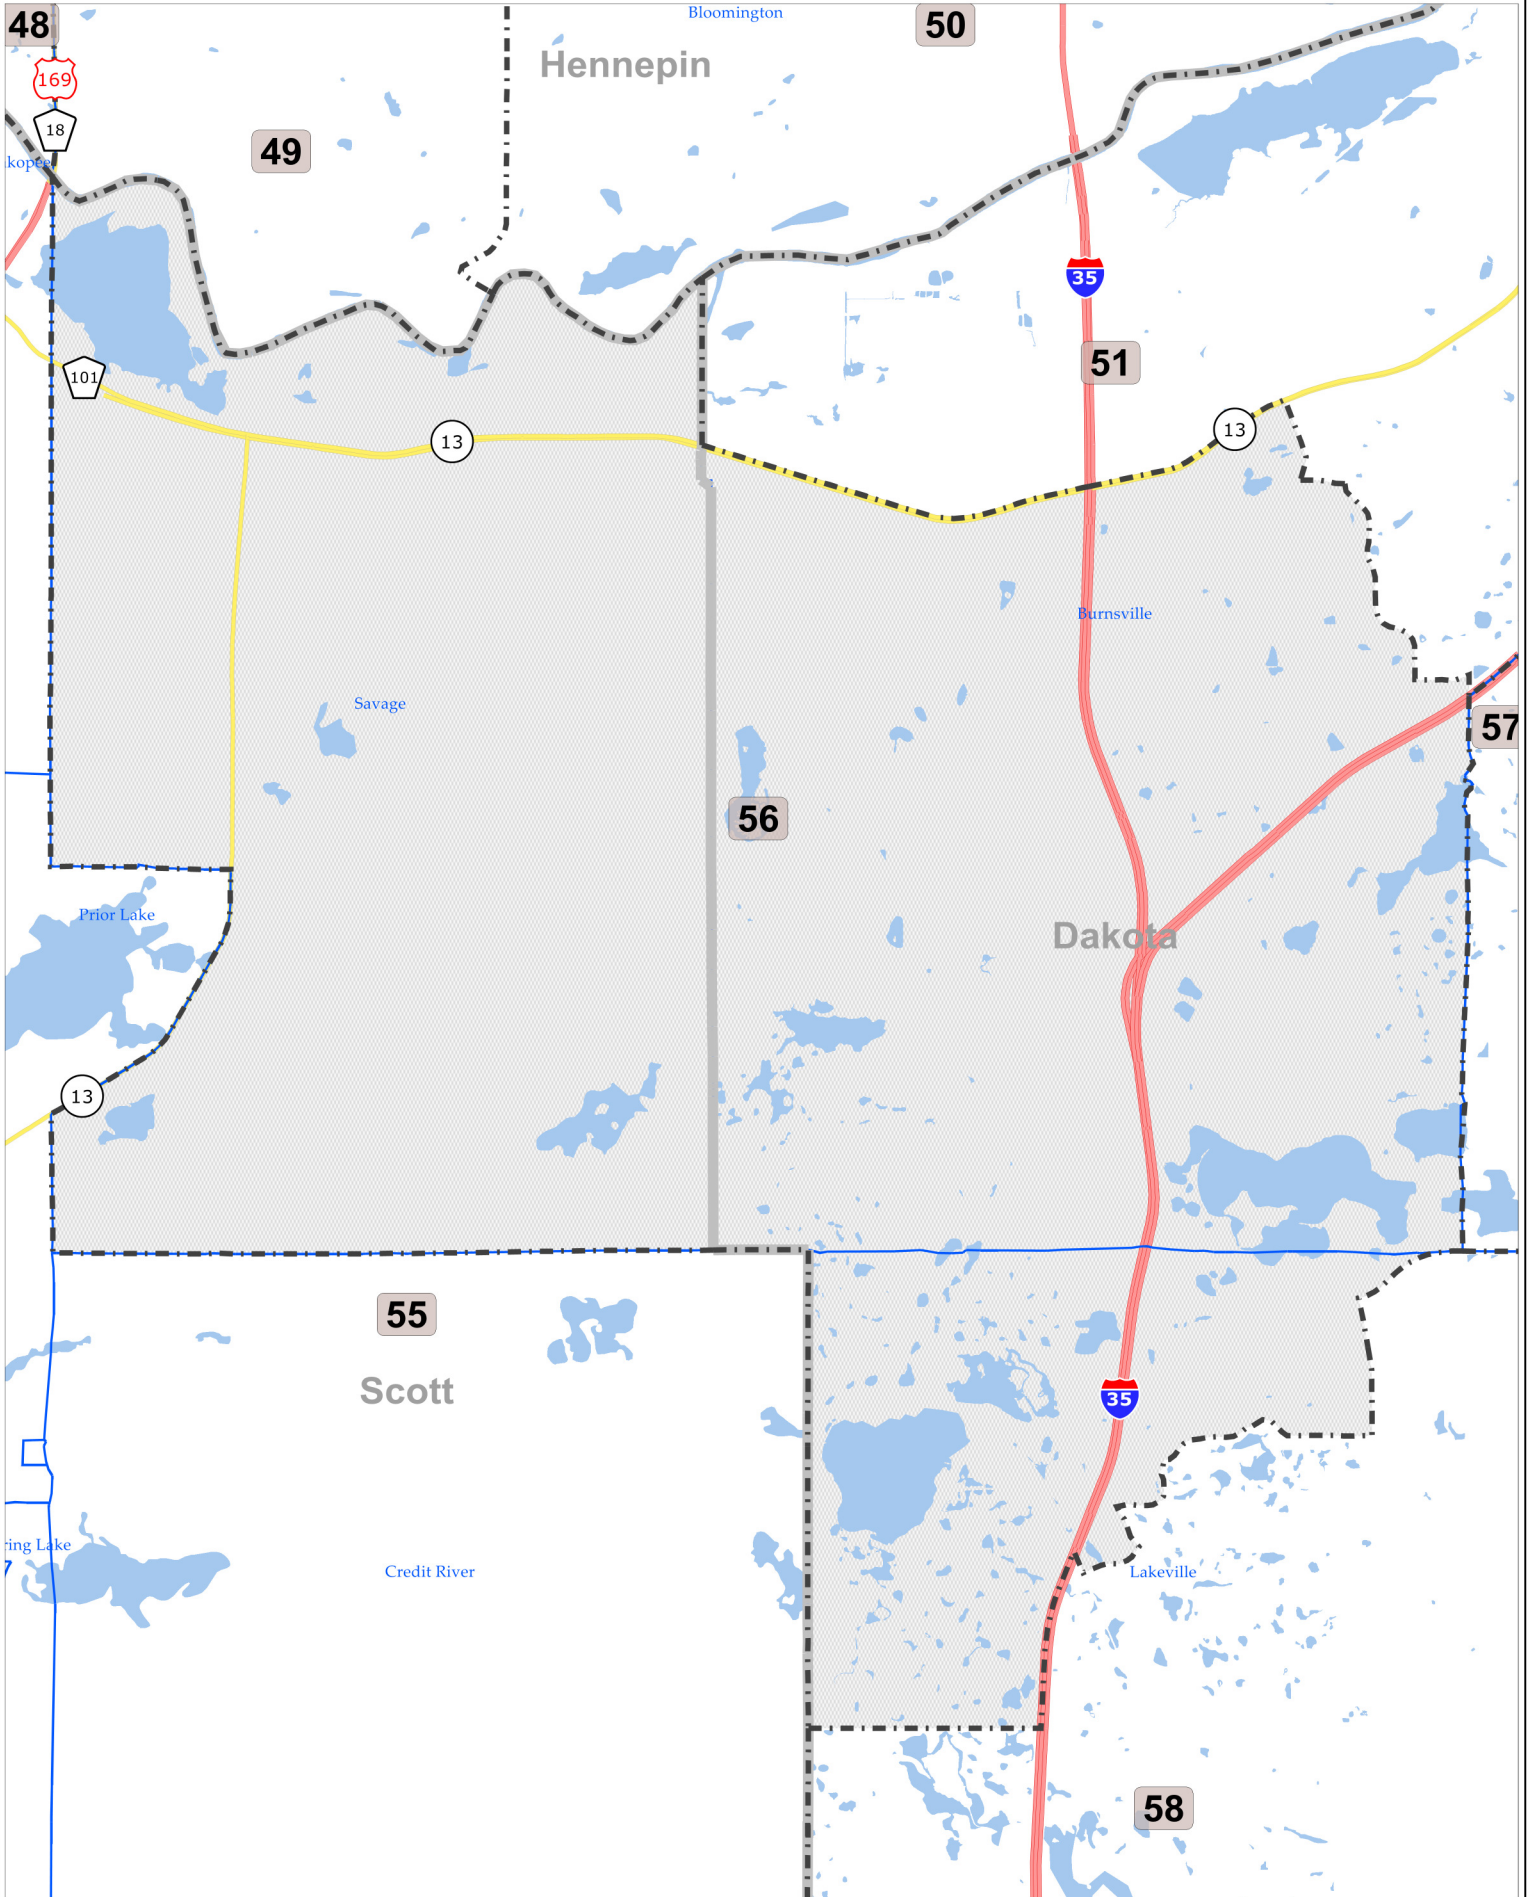 Bloomington
48
50
Hennepin
169
18
49
kopee
35
51
101
13
13
Burnsville
Savage
57
56
Prior Lake
Dakota
13
55
Scott
35
ring Lake
7
Credit River
Lakeville
58